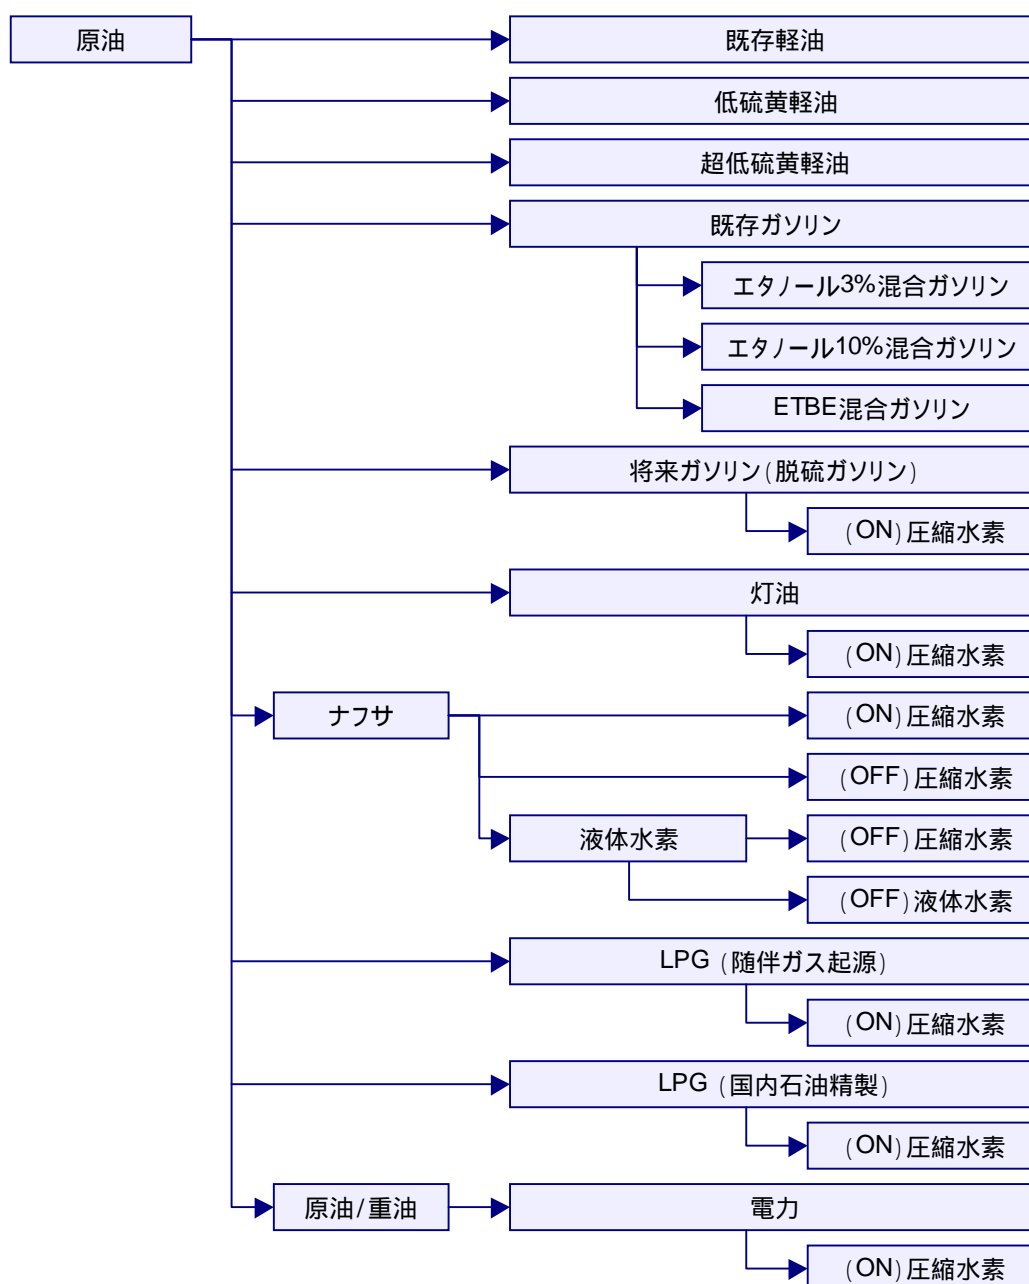 原油
既存軽油
低硫黄軽油
超低硫黄軽油
既存ガソリン
エタノール3%混合ガソリン
エタノール10%混合ガソリン
ETBE混合ガソリン
将来ガソリン(脱硫ガソリン)
(ON)圧縮水素
灯油
(ON)圧縮水素
ナフサ
(ON)圧縮水素
(OFF)圧縮水素
液体水素
(OFF)圧縮水素
(OFF)液体水素
LPG (随伴ガス起源)
(ON)圧縮水素
LPG (国内石油精製)
(ON)圧縮水素
原油/重油
電力
(ON)圧縮水素